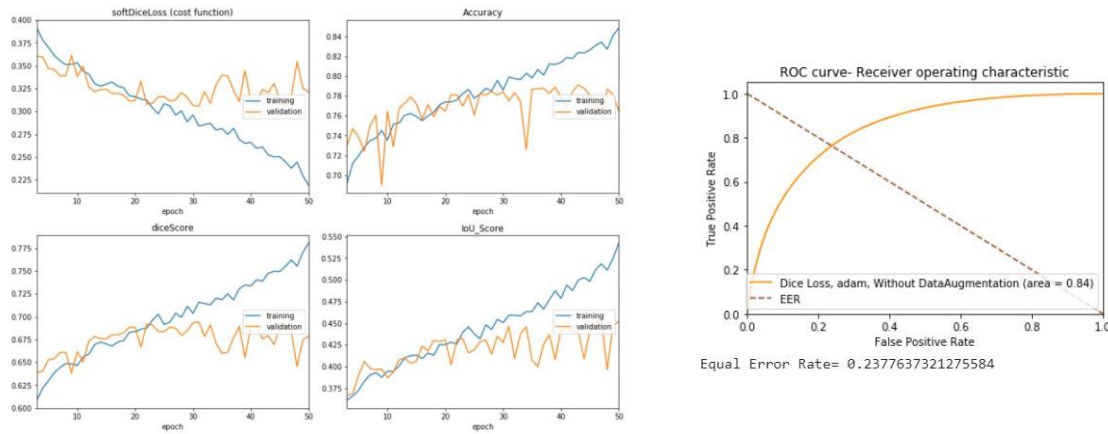 softDiceLoss (cost function)
0.400
0.375
0.350
0.325
0.300
0.275
0.250
0.225
training
validation
10 20 30 40 50
epoch
Accuracy
0.84
0.82
0.80
0.78
0.76
0.74
0.72
0.70
training
validation
10 20 30 40 50
epoch
diceScore
0.775
0.750
0.725
0.700
0.675
0.650
0.625
0.600
training
validation
10 20 30 40 50
epoch
IoU_Score
0.550
0.525
0.500
0.475
0.450
0.425
0.400
0.375
training
validation
10 20 30 40 50
epoch
ROC curve- Receiver operating characteristic
True Positive Rate
1.0
0.8
0.6
0.4
0.2
0.0
Dice Loss, adam, Without DataAugmentation (area = 0.84)
EER
0.0 0.2 0.4 0.6 0.8 1.0
False Positive Rate
Equal Error Rate= 0.2377637321275584